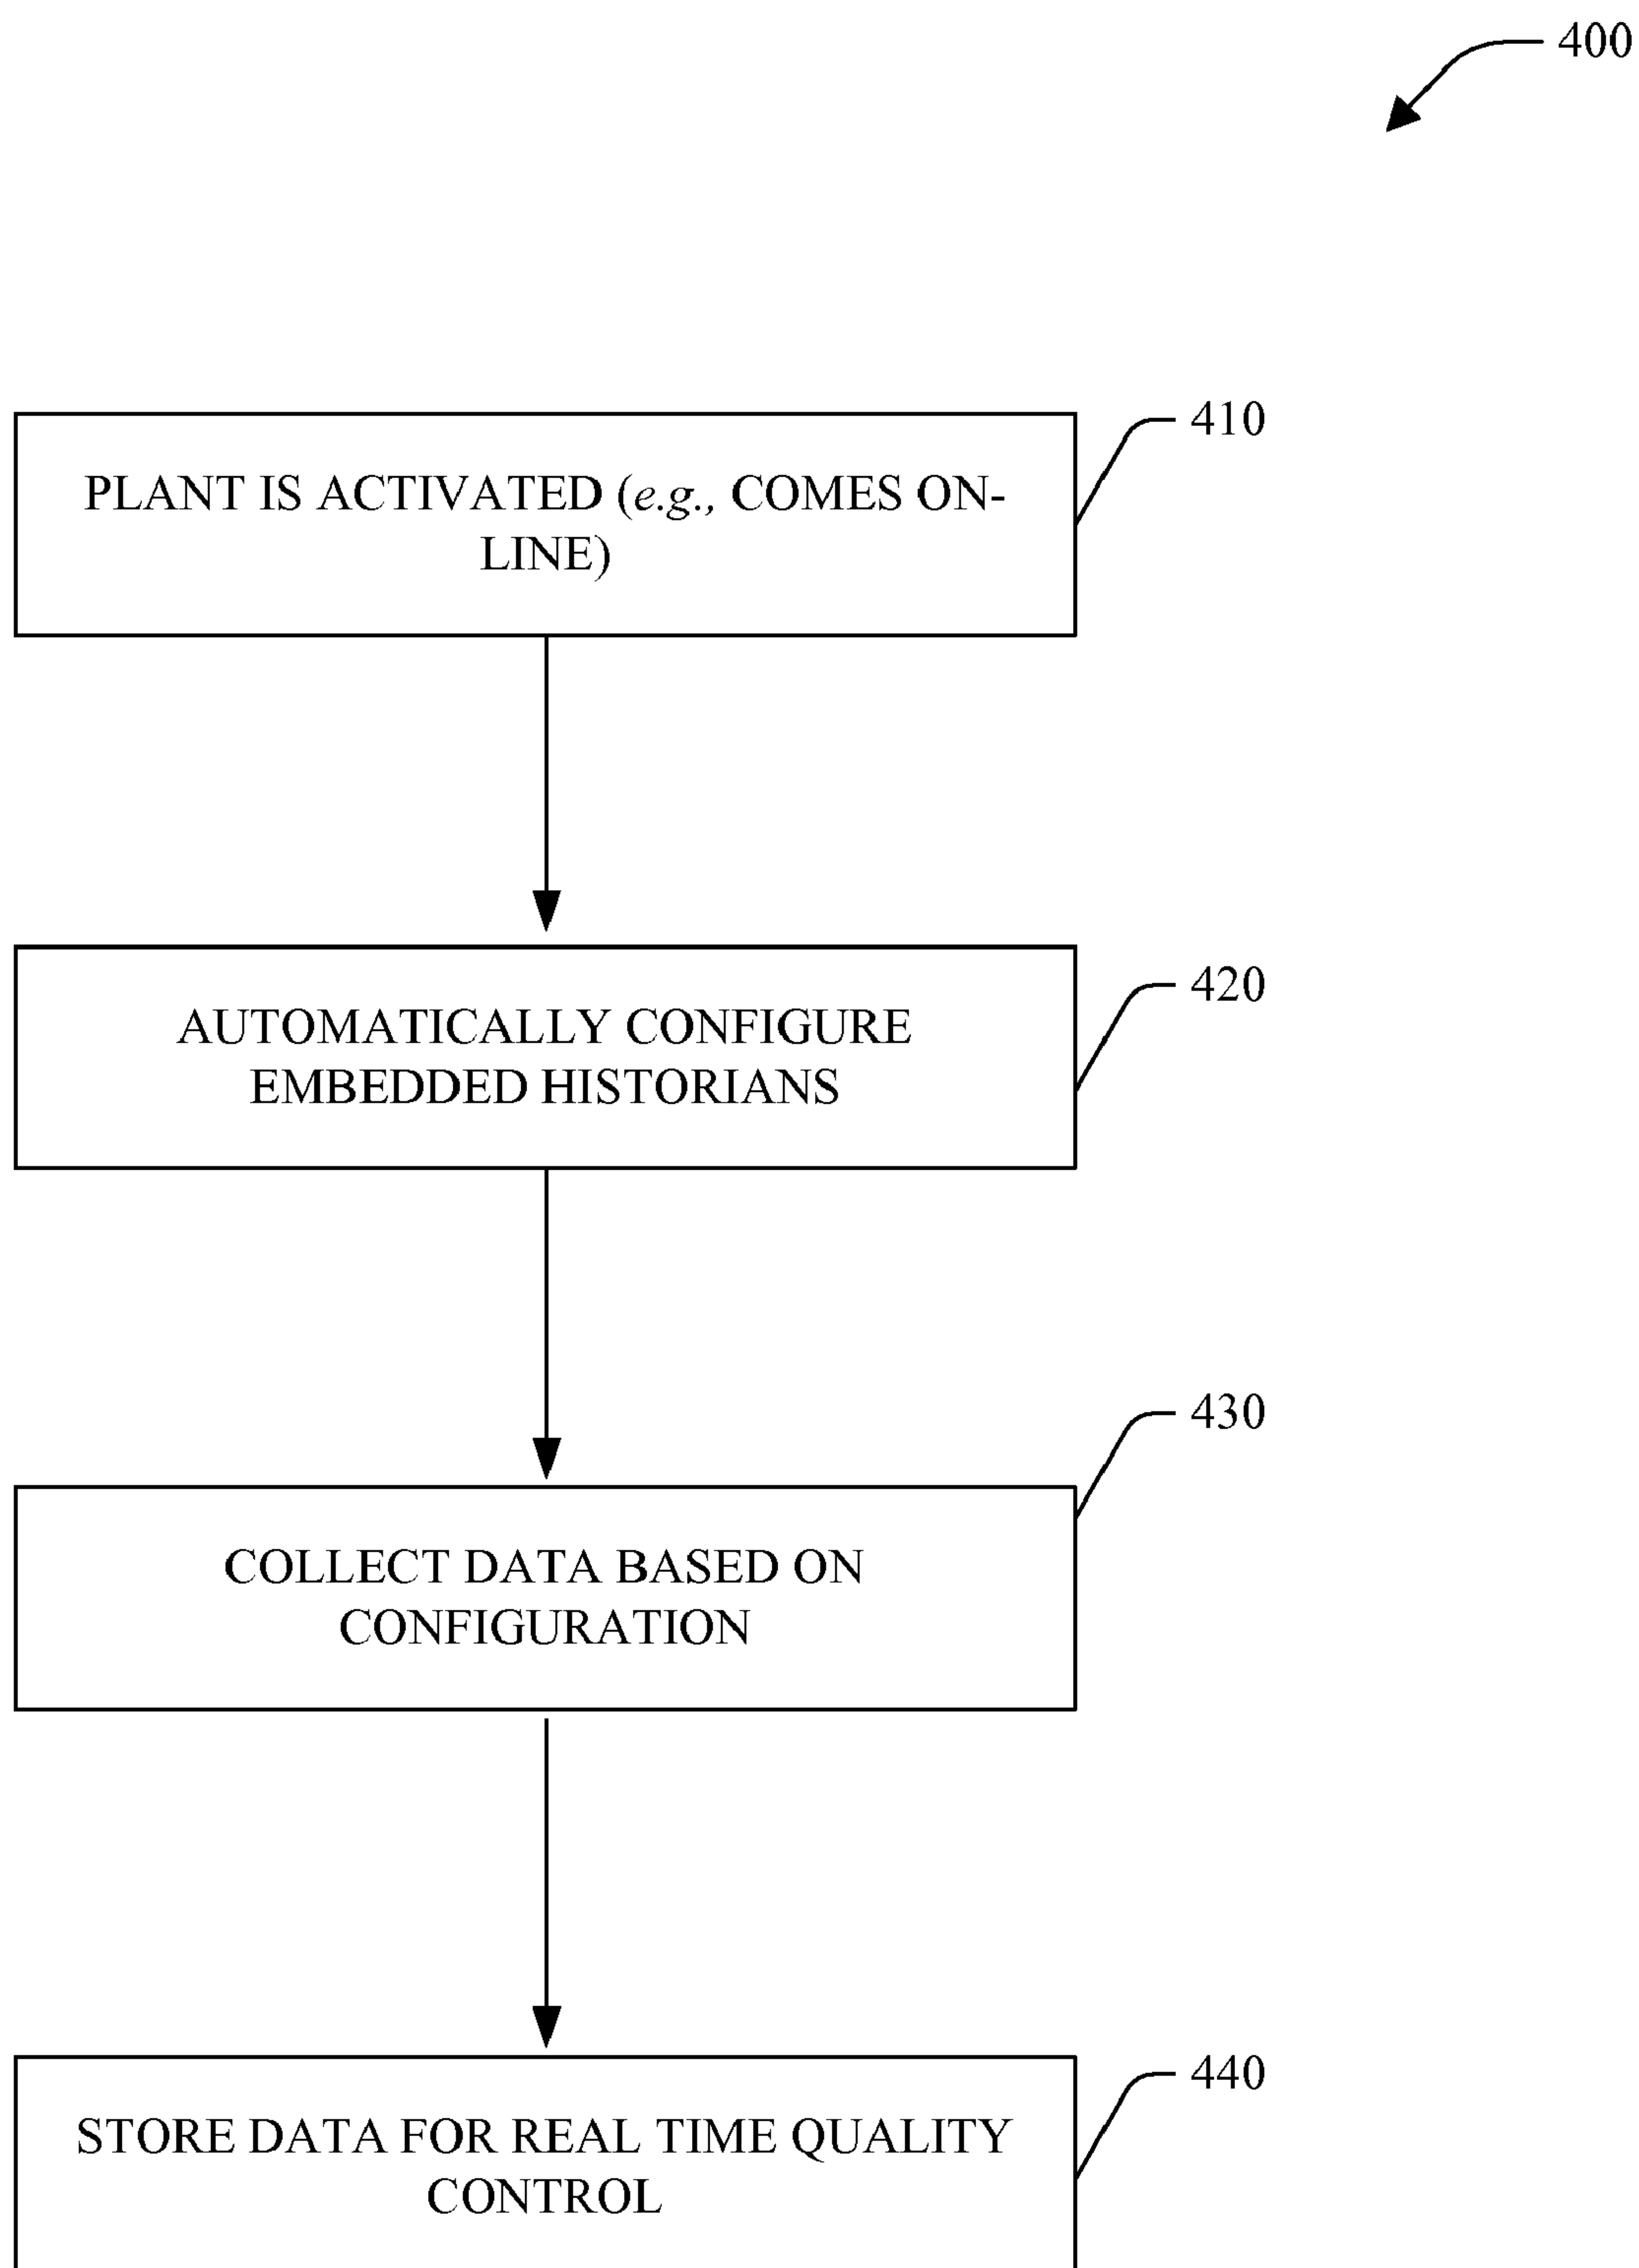 400
410
PLANT IS ACTIVATED (e.g., COMES ON-
LINE)
420
AUTOMATICALLY CONFIGURE
EMBEDDED HISTORIANS
430
COLLECT DATA BASED ON
CONFIGURATION
440
STORE DATA FOR REAL TIME QUALITY
CONTROL